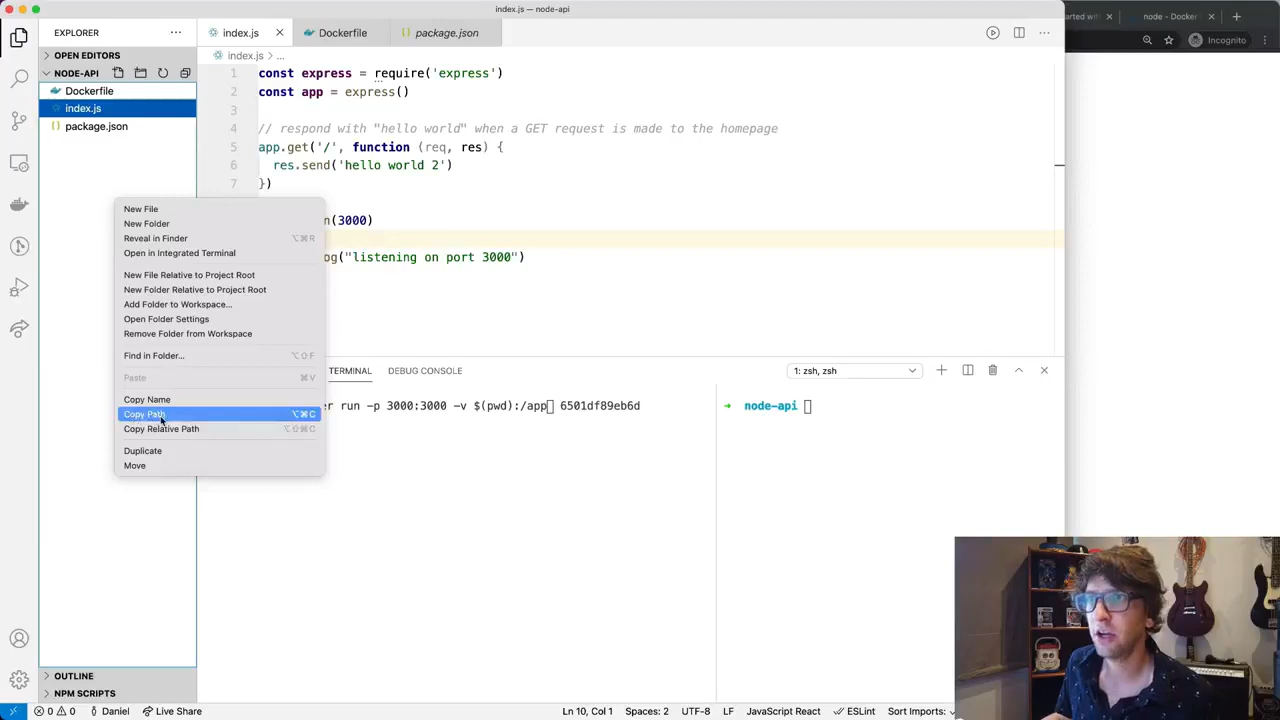 index.js — node-api
EXPLORER
index.js
Dockerfile
package.json
arted with
node - Docker
OPEN EDITORS
index.js > ...
Incognito
NODE-API
Dockerfile
index.js
package.json
1 const express = require('express')
2 const app = express()
3
4 // respond with "hello world" when a GET request is made to the homepage
5 app.get('/', function (req, res) {
6 res.send('hello world 2')
7 })
n(3000)
og("listening on port 3000")
New File
New Folder
Reveal in Finder ⌥⌘R
Open in Integrated Terminal
New File Relative to Project Root
New Folder Relative to Project Root
Add Folder to Workspace...
Open Folder Settings
Remove Folder from Workspace
Find in Folder... ⌥⇧F
Paste ⌘V
Copy Name
Copy Path ⌥⌘C
Copy Relative Path ⌥⇧⌘C
Duplicate
Move
TERMINAL
DEBUG CONSOLE
1: zsh, zsh
er run -p 3000:3000 -v $(pwd):/app 6501df89eb6d
→ node-api
OUTLINE
NPM SCRIPTS
0 0 Daniel Live Share Ln 10, Col 1 Spaces: 2 UTF-8 LF JavaScript React ESLint Sort Imports: